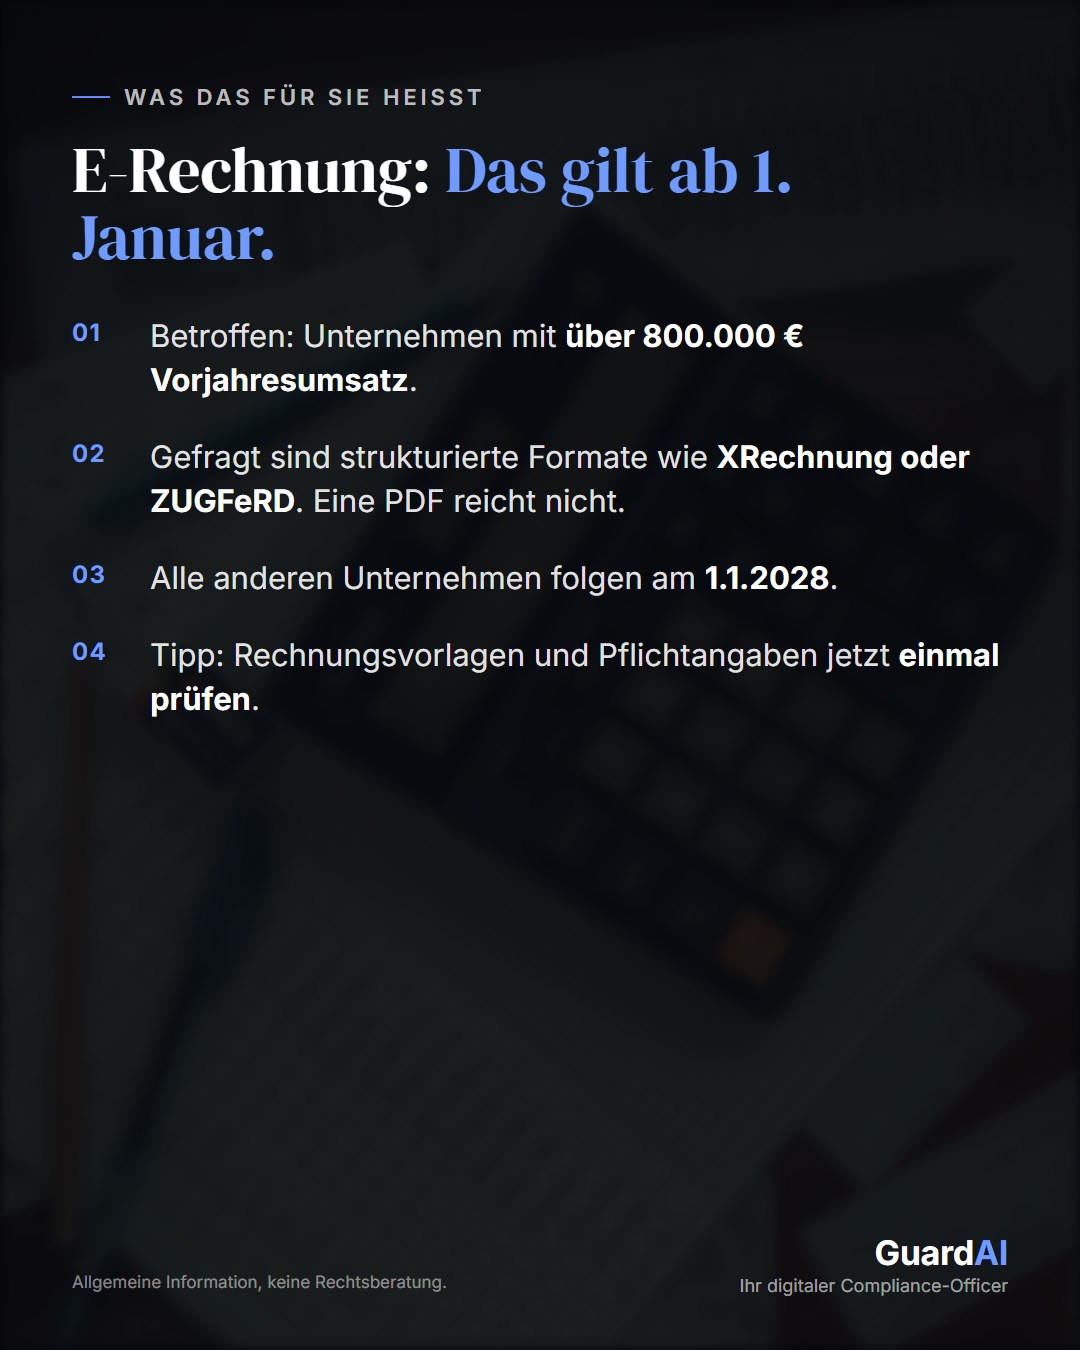 WAS DAS FÜR SIE HEISST
E-Rechnung: Das gilt ab 1.
Januar.
01 Betroffen: Unternehmen mit über 800.000 €
Vorjahresumsatz.
02 Gefragt sind strukturierte Formate wie XRechnung oder
ZUGFeRD. Eine PDF reicht nicht.
03 Alle anderen Unternehmen folgen am 1.1.2028.
04 Tipp: Rechnungsvorlagen und Pflichtangaben jetzt einmal
prüfen.
GuardAI
Allgemeine Information, keine Rechtsberatung.
Ihr digitaler Compliance-Officer